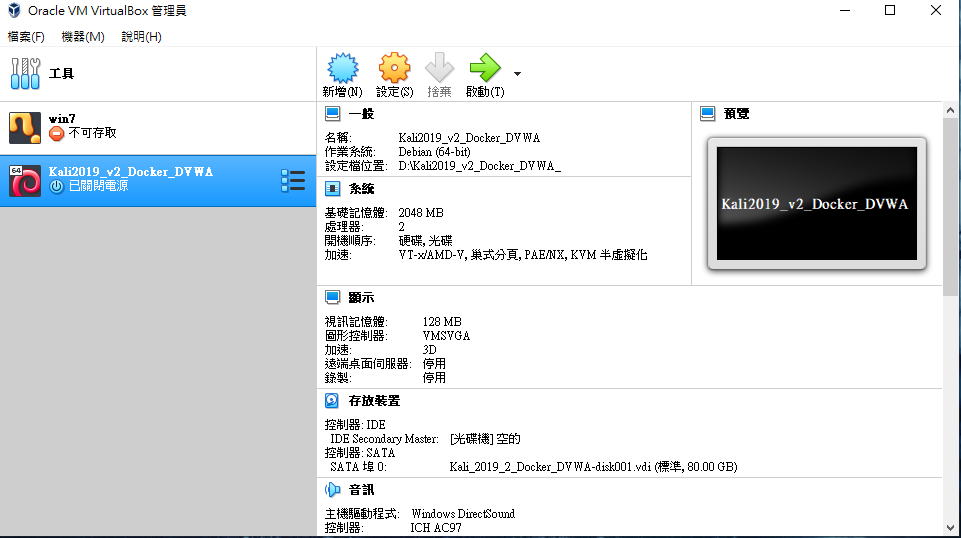 Oracle VM VirtualBox 管理員
檔案(F) 機器(M) 說明(H)
工具
新增(N) 設定(S) 捨棄 啟動(T)
win7
不可存取
64
Kali2019_v2_Docker_DVWA
已關閉電源
一般
名稱: Kali2019_v2_Docker_DVWA
作業系統: Debian (64-bit)
設定檔位置: D:\Kali2019_v2_Docker_DVWA_
系統
基礎記憶體: 2048 MB
處理器: 2
開機順序: 硬碟, 光碟
加速: VT-x/AMD-V, 巢式分頁, PAE/NX, KVM 半虛擬化
預覽
Kali2019_v2_Docker_DVWA
顯示
視訊記憶體: 128 MB
圖形控制器: VMSVGA
加速: 3D
遠端桌面伺服器: 停用
錄製: 停用
存放裝置
控制器: IDE
IDE Secondary Master: [光碟機] 空的
控制器: SATA
SATA 埠 0: Kali_2019_2_Docker_DVWA-disk001.vdi (標準, 80.00 GB)
音訊
主機驅動程式: Windows DirectSound
控制器: ICH AC97